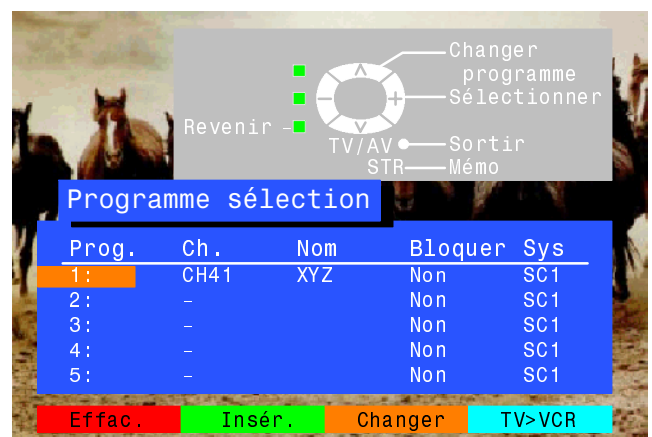 Changer
programme
Sélectionner
Revenir
TV/AV
Sortir
STR
Mémo
Programme sélection
Prog. Ch. Nom Bloquer Sys
1: CH41 XYZ Non SC1
2: – Non SC1
3: – Non SC1
4: – Non SC1
5: – Non SC1
Effac. Insér. Changer TV>VCR